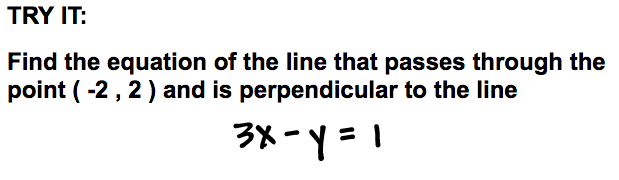 TRY IT:
Find the equation of the line that passes through the
point ( -2 , 2 ) and is perpendicular to the line
3x - y = 1